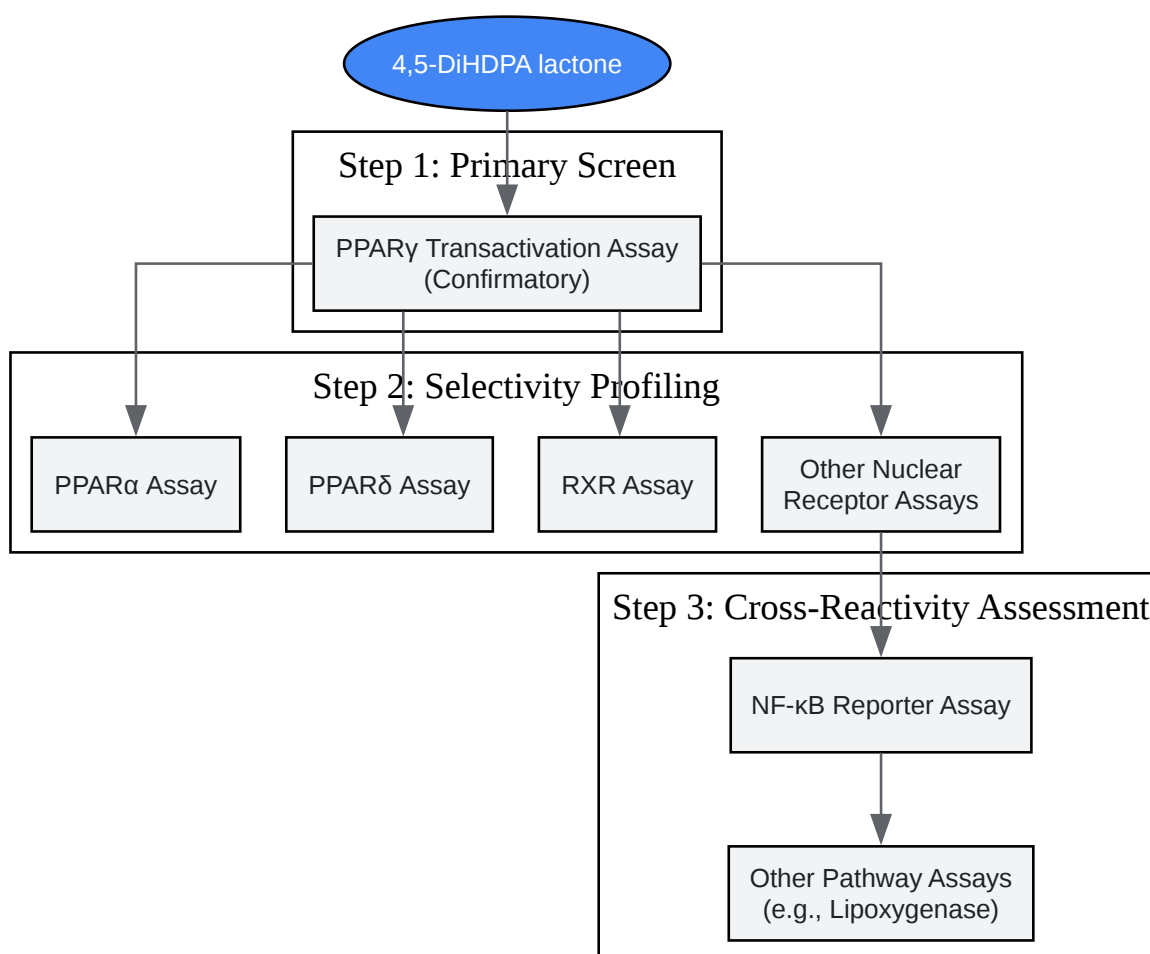 4,5-DiHDPA lactone
Step 1: Primary Screen
PPARγ Transactivation Assay
(Confirmatory)
Step 2: Selectivity Profiling
PPARα Assay
PPARδ Assay
RXR Assay
Other Nuclear
Receptor Assays
Step 3: Cross-Reactivity Assessment
NF-κB Reporter Assay
Other Pathway Assays
(e.g., Lipoxygenase)